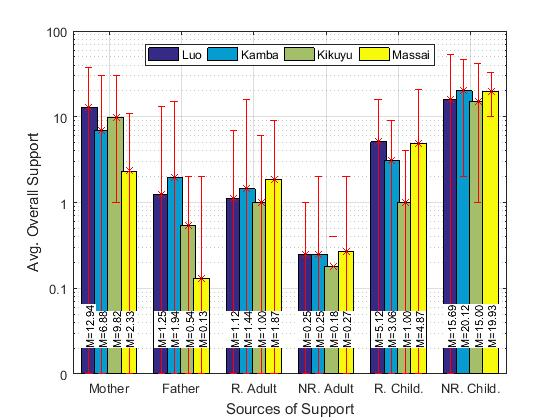 100
Luo Kamba Kikuyu Massai
10
1
0.1
0
Avg. Overall Support
M=12.94 M=6.88 M=9.82 M=2.33
M=1.25 M=1.94 M=0.54 M=0.13
M=1.12 M=1.44 M=1.00 M=1.87
M=0.25 M=0.25 M=0.18 M=0.27
M=5.12 M=3.06 M=1.00 M=4.87
M=15.69 M=20.12 M=15.00 M=19.93
Mother Father R. Adult NR. Adult R. Child. NR. Child.
Sources of Support